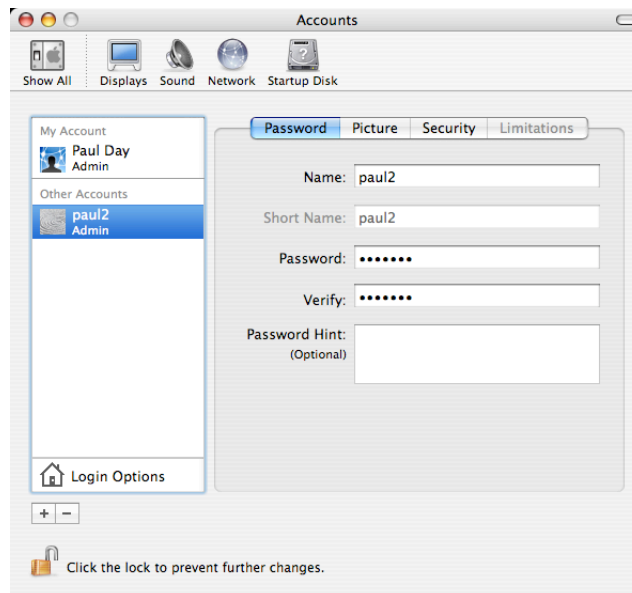 Accounts
Show All Displays Sound Network Startup Disk
My Account
Paul Day
Admin
Other Accounts
paul2
Admin
Login Options
Password Picture Security Limitations
Name: paul2
Short Name: paul2
Password: •••••••
Verify: •••••••
Password Hint:
(Optional)
+ −
Click the lock to prevent further changes.